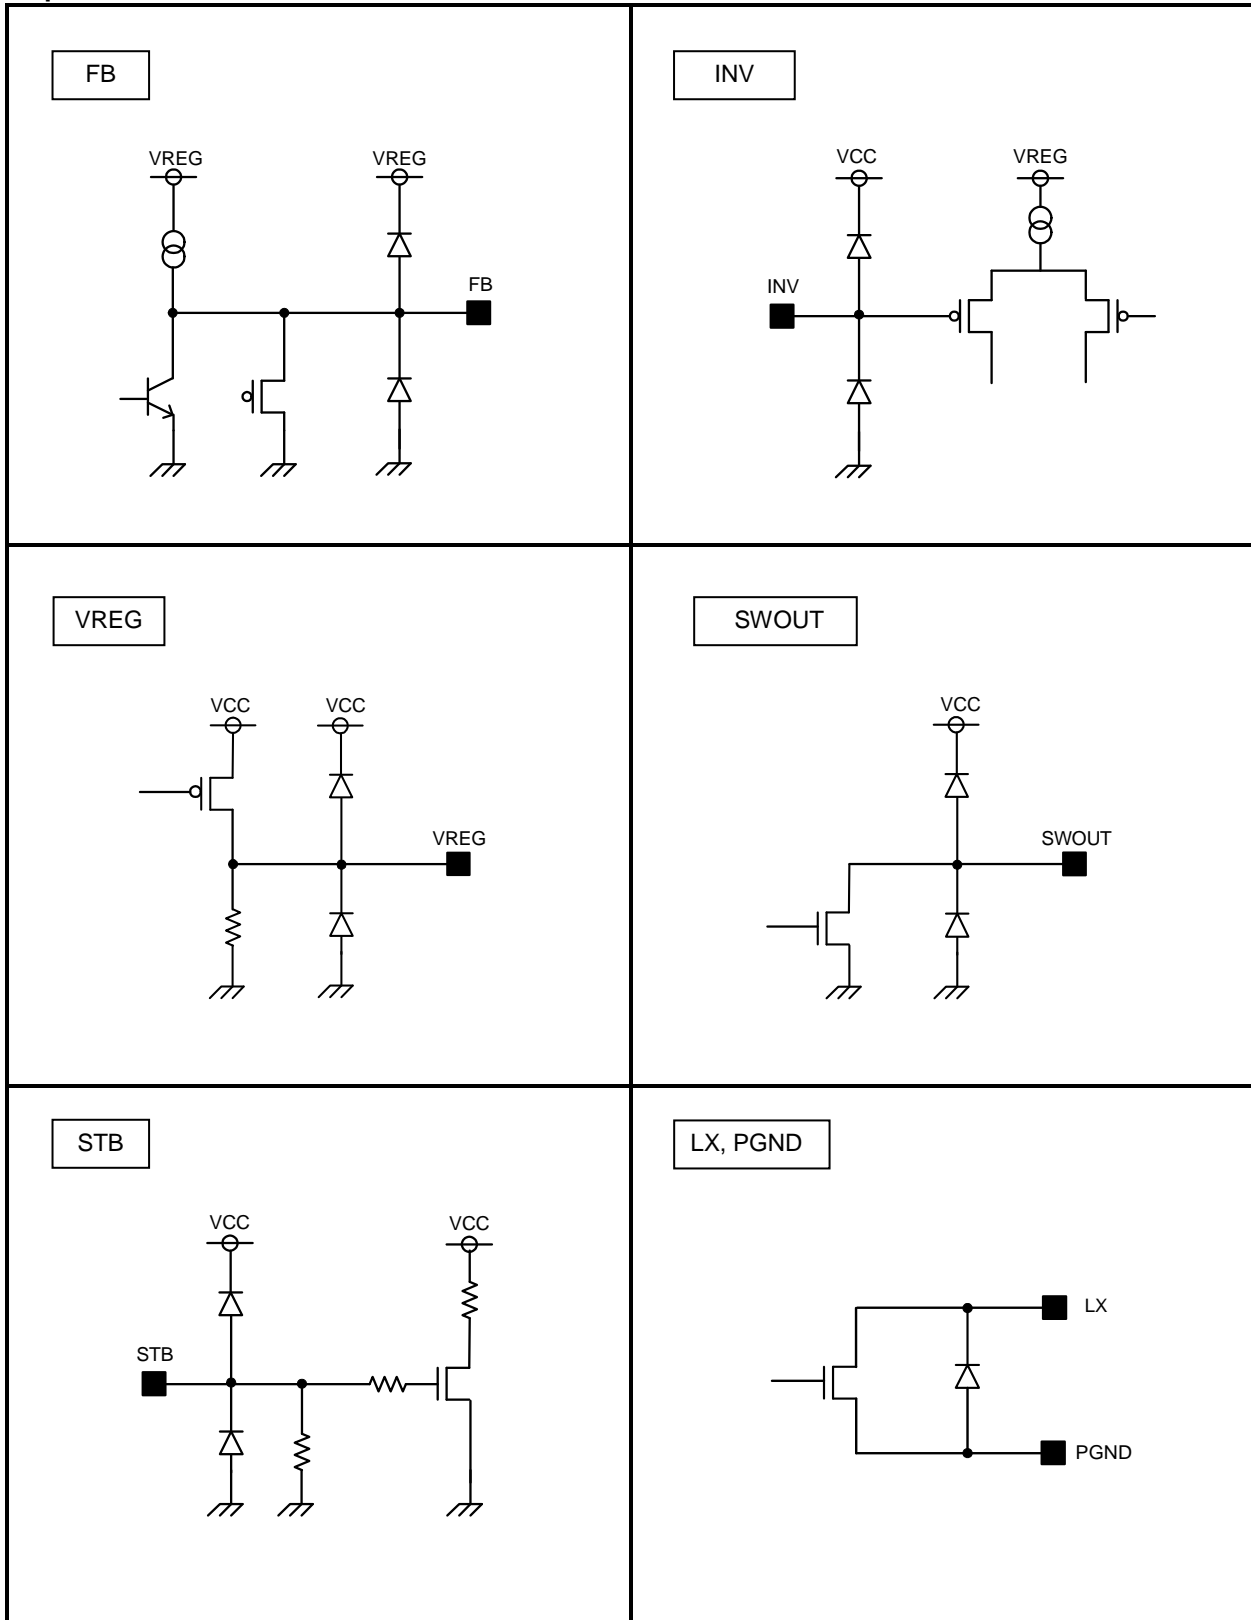 FB
VREG
VREG
FB
INV
VCC
VREG
INV
VREG
VCC
VCC
VREG
SWOUT
VCC
SWOUT
STB
VCC
VCC
STB
LX, PGND
LX
PGND